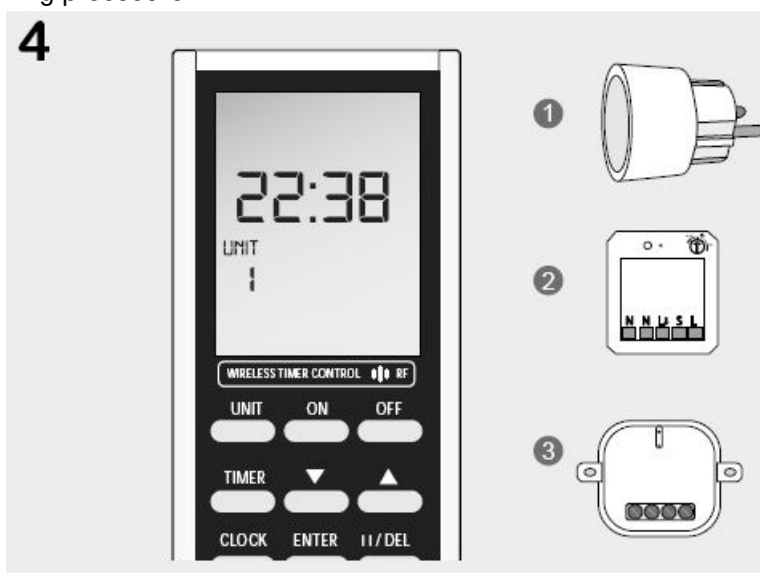 4
22:38
UNIT
1
WIRELESS TIMER CONTROL RF
UNIT ON OFF
TIMER ▼ ▲
CLOCK ENTER II/DEL
1
2
N N L↓ S L
3